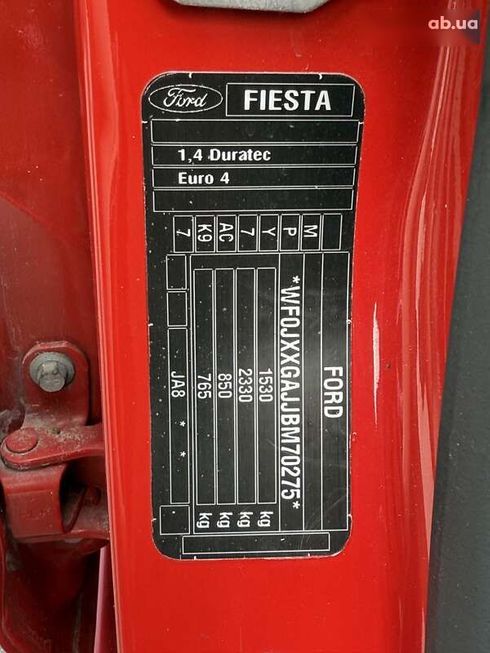 ab.ua
Ford FIESTA
1,4 Duratec
Euro 4
M P Y 7 AC K9 7
FORD
*WF0JXXGAJJBM70275*
1530 kg
2330 kg
850 kg
765 kg
JA8 * *